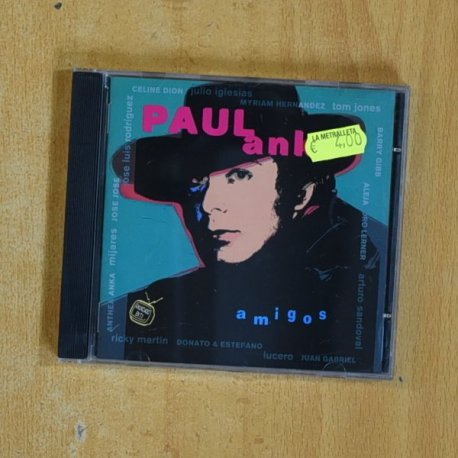 CELINE DION julio iglesias
MYRIAM HERNANDEZ tom jones
PAUL
LA METRALLETA
€ 4,00
ank
BARRY GIBB
ALEJA RO LERNER
arturo sandoval
jose luis rodriguez
JOSE JOSE
mijares
ANTHEA ANKA
amigos
ricky martin DONATO & ESTEFANO
lucero JUAN GABRIEL